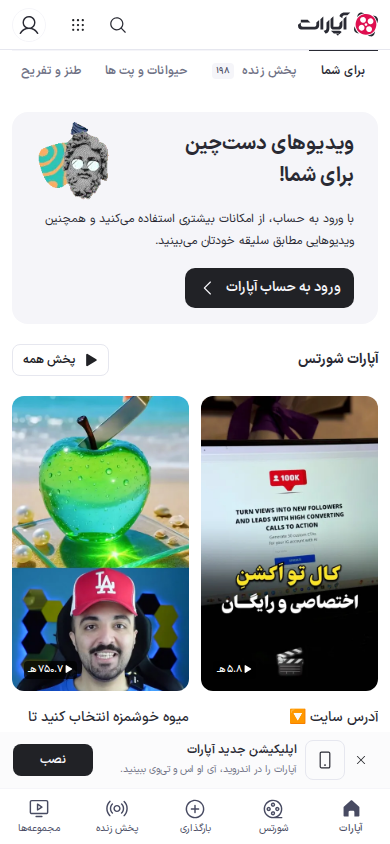 آپارات
برای شما
پخش زنده ۱۹۸
حیوانات و پت ها
طنز و تفریح
ویدیوهای دست‌چین
برای شما!
با ورود به حساب، از امکانات بیشتری استفاده می‌کنید و همچنین
ویدیوهایی مطابق سلیقه خودتان می‌بینید.
ورود به حساب آپارات
آپارات شورتس
پخش همه
100K
TURN VIEWS INTO NEW FOLLOWERS
AND LEADS WITH HIGH CONVERTING
CALLS TO ACTION
کال تو اَکشنِ
اختصاصی و رایگان
۵.۸ هـ
LA
۷۵۰.۷ هـ
آدرس سایت 🔽
میوه خوشمزه انتخاب کنید تا
اپلیکیشن جدید آپارات
آپارات را در اندروید، آی او اس و تی‌وی ببینید.
نصب
آپارات
شورتس
بارگذاری
پخش زنده
مجموعه‌ها